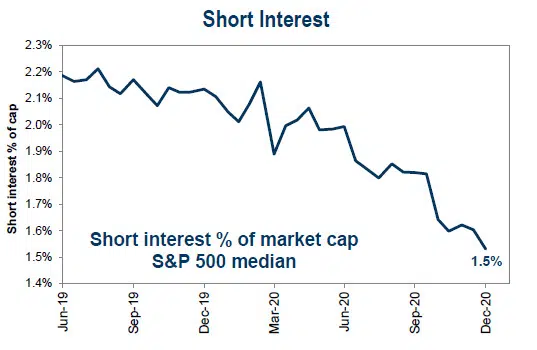 Short Interest
Short interest % of cap
2.3%
2.2%
2.1%
2.0%
1.9%
1.8%
1.7%
1.6%
1.5%
1.4%
Short interest % of market cap
S&P 500 median
1.5%
Jun-19
Sep-19
Dec-19
Mar-20
Jun-20
Sep-20
Dec-20